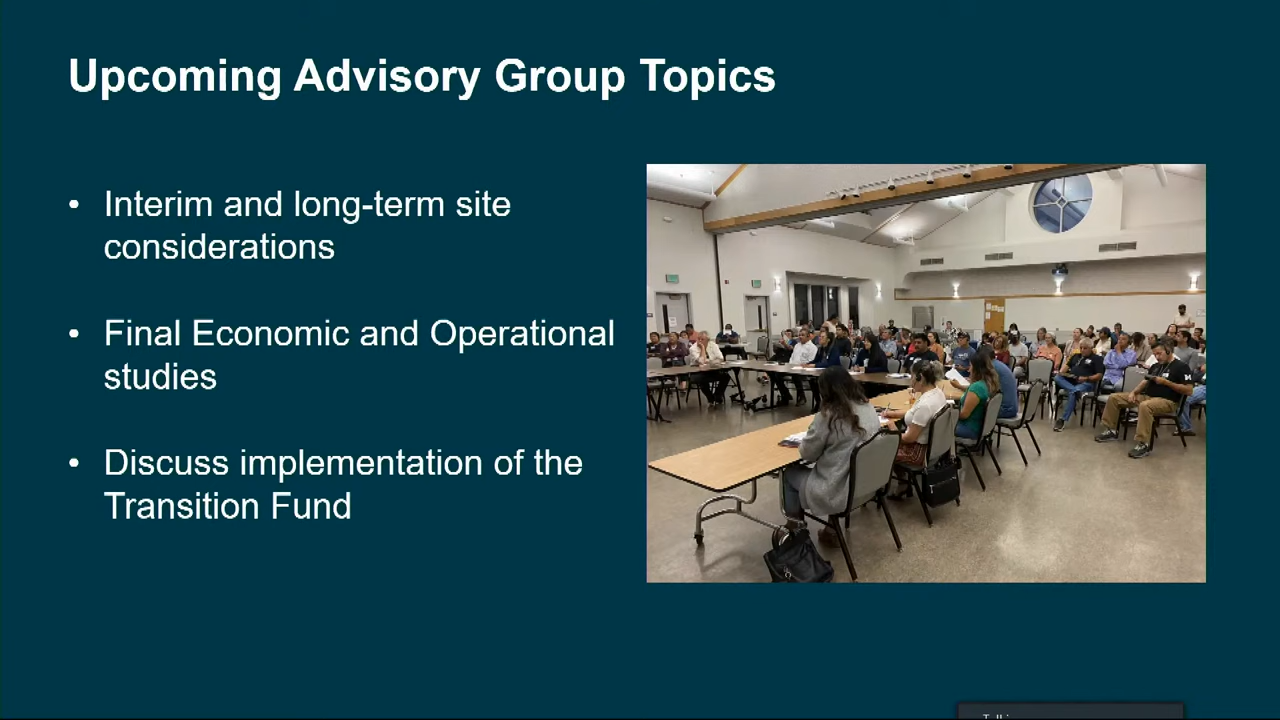 Upcoming Advisory Group Topics
• Interim and long-term site
considerations
• Final Economic and Operational
studies
• Discuss implementation of the
Transition Fund